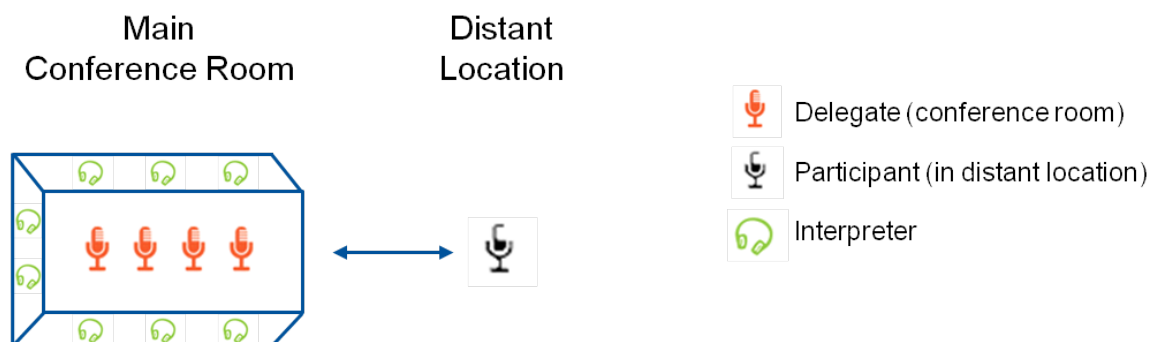 Main
Conference Room
Distant
Location
Delegate (conference room)
Participant (in distant location)
Interpreter